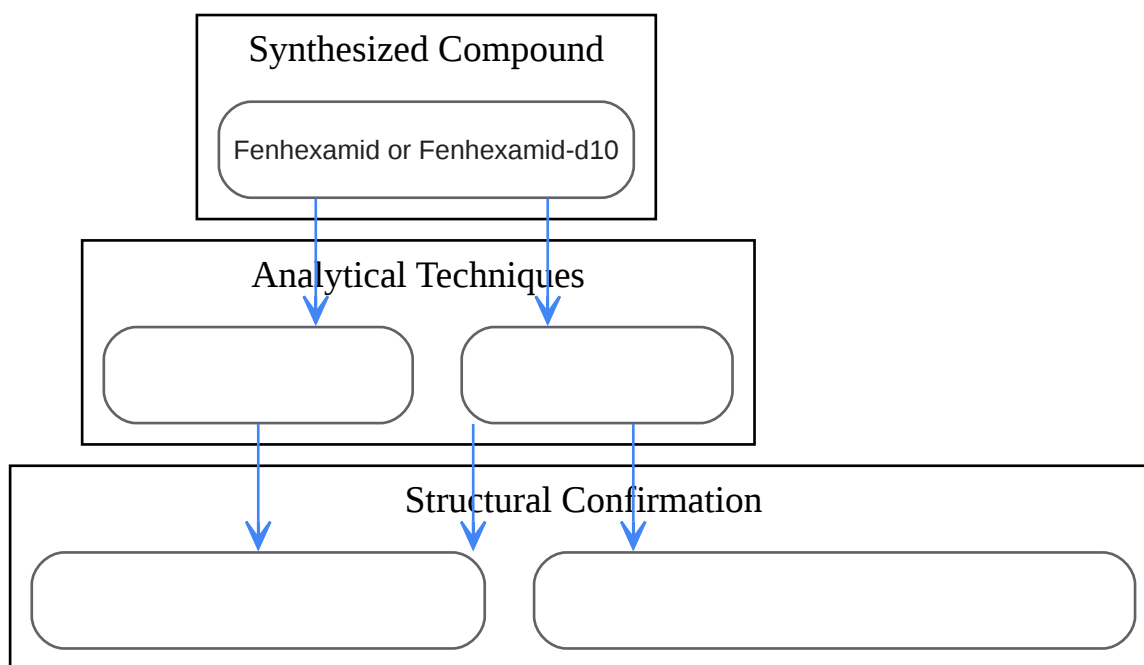 Synthesized Compound
Fenhexamid or Fenhexamid-d10
Analytical Techniques
Structural Confirmation